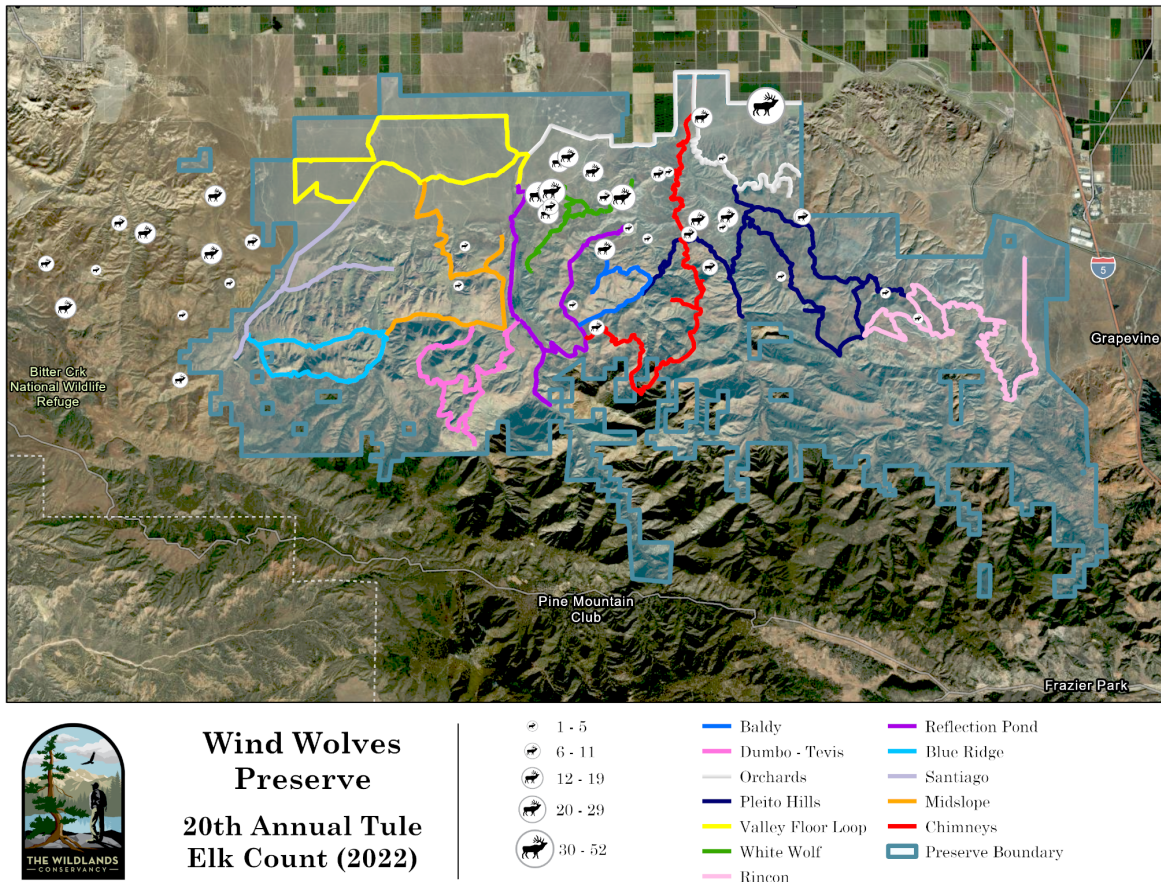 5
Grapevine
Bitter Crk
National Wildlife
Refuge
Pine Mountain
Club
Frazier Park
THE WILDLANDS
CONSERVANCY
Wind Wolves
Preserve
20th Annual Tule
Elk Count (2022)
1 - 5
6 - 11
12 - 19
20 - 29
30 - 52
Baldy
Dumbo - Tevis
Orchards
Pleito Hills
Valley Floor Loop
White Wolf
Rincon
Reflection Pond
Blue Ridge
Santiago
Midslope
Chimneys
Preserve Boundary